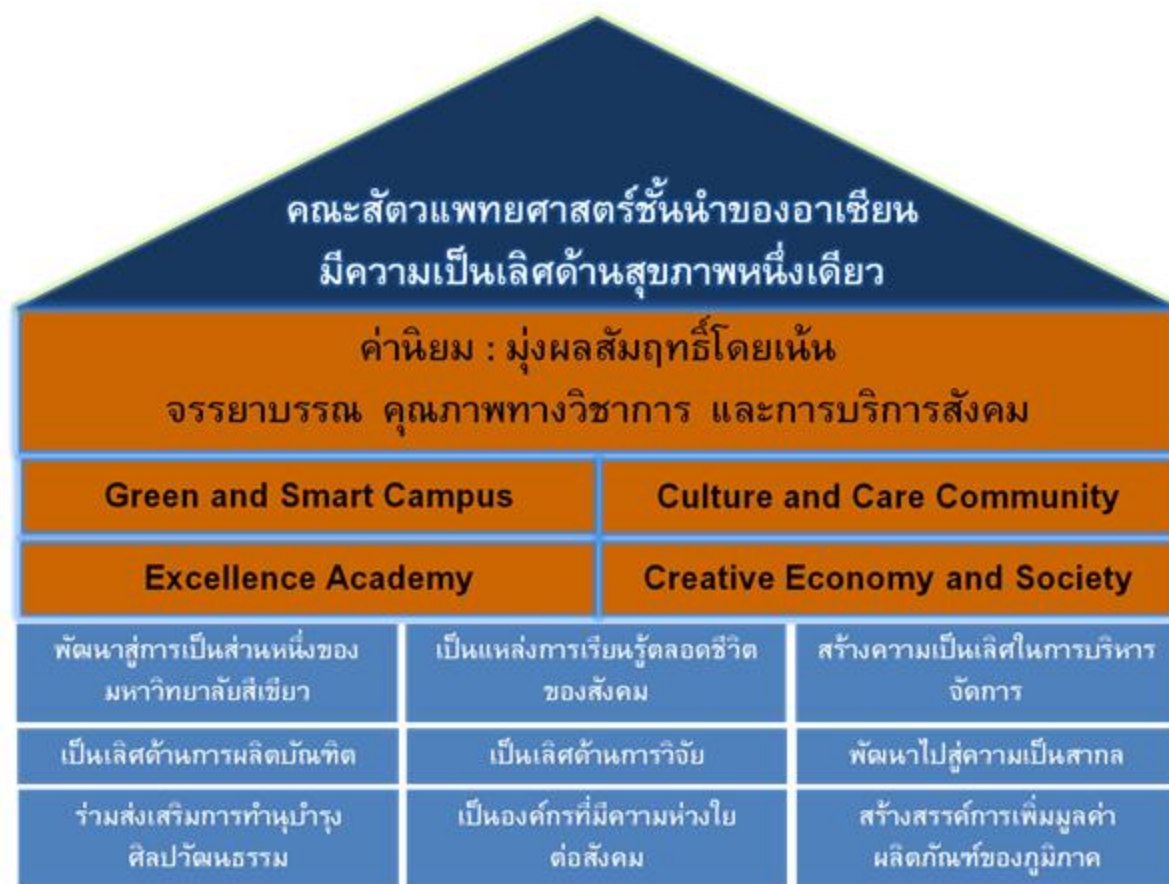 คณะสัตวแพทยศาสตร์ชั้นนำของอาเซียน
มีความเป็นเลิศด้านสุขภาพหนึ่งเดียว
ค่านิยม : มุ่งผลสัมฤทธิ์โดยเน้น
จรรยาบรรณ คุณภาพทางวิชาการ และการบริการสังคม
Green and Smart Campus
Culture and Care Community
Excellence Academy
Creative Economy and Society
พัฒนาสู่การเป็นส่วนหนึ่งของ
มหาวิทยาลัยสีเขียว
เป็นแหล่งการเรียนรู้ตลอดชีวิต
ของสังคม
สร้างความเป็นเลิศในการบริหาร
จัดการ
เป็นเลิศด้านการผลิตบัณฑิต
เป็นเลิศด้านการวิจัย
พัฒนาไปสู่ความเป็นสากล
ร่วมส่งเสริมการทำนุบำรุง
ศิลปวัฒนธรรม
เป็นองค์กรที่มีความห่วงใย
ต่อสังคม
สร้างสรรค์การเพิ่มมูลค่า
ผลิตภัณฑ์ของภูมิภาค